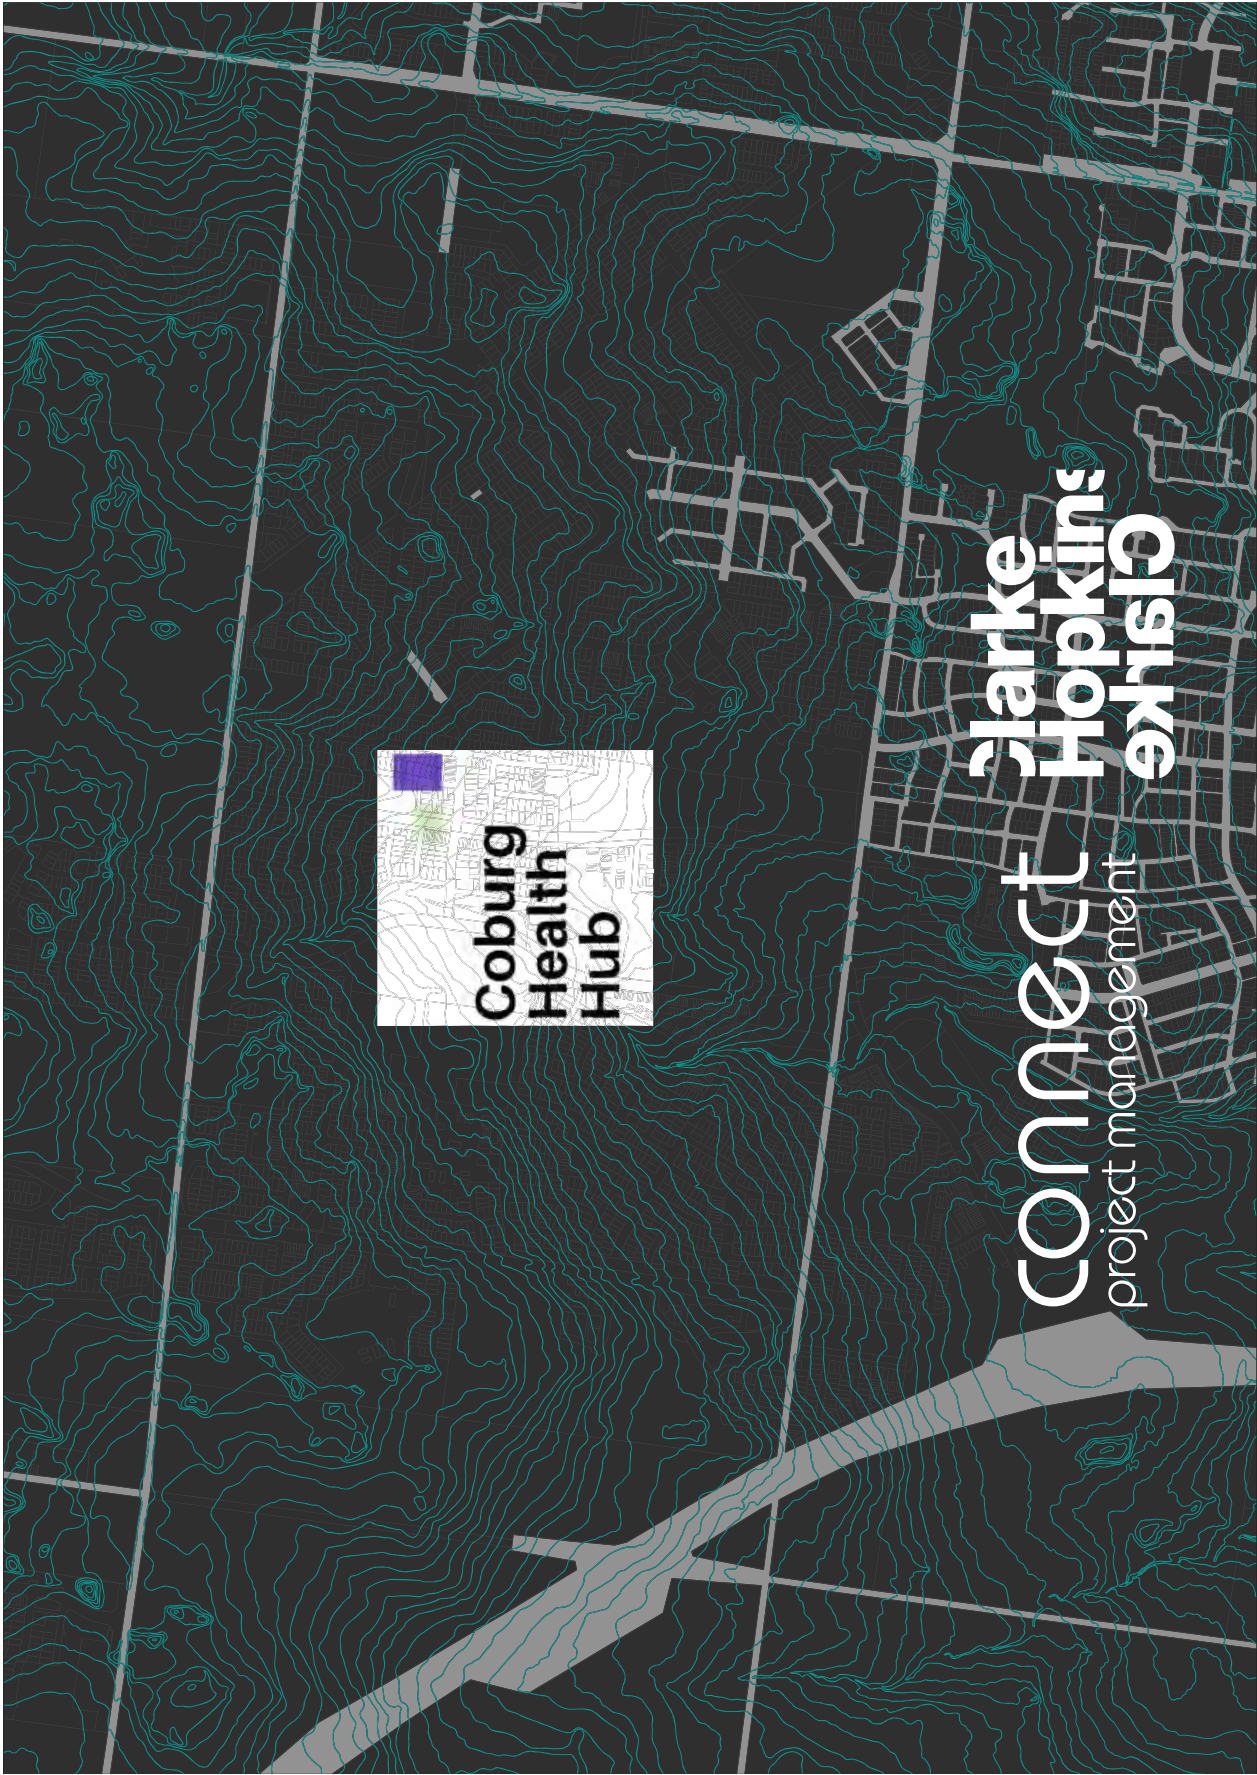 Coburg
Health
Hub
Clarke
Hopkins
Clarke
connect
project management